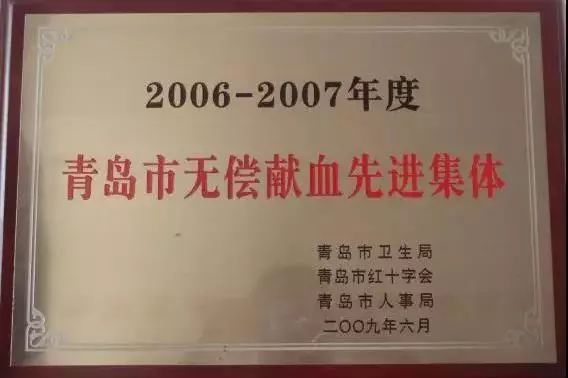 2006-2007年度
青岛市无偿献血先进集体
青岛市卫生局
青岛市红十字会
青岛市人事局
二〇〇九年六月